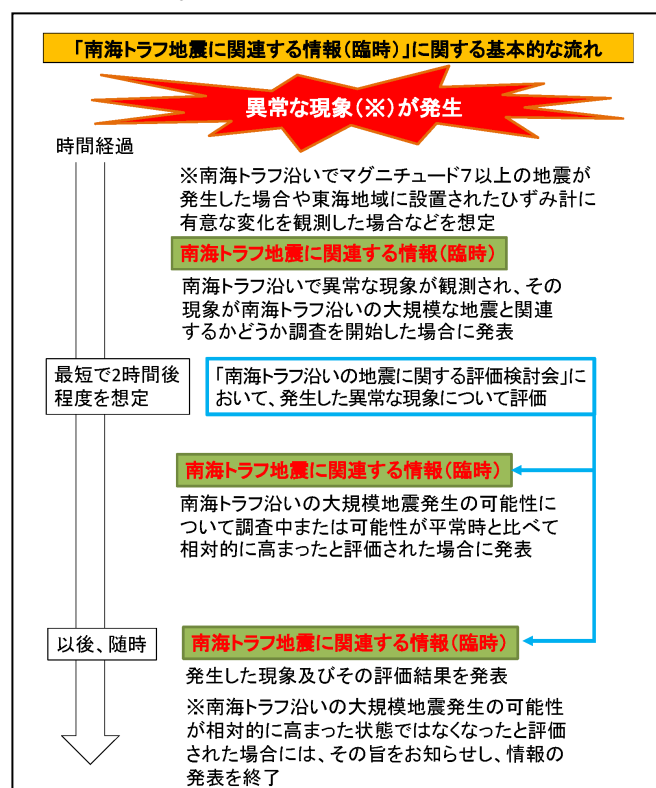 「南海トラフ地震に関連する情報(臨時)」に関する基本的な流れ
異常な現象(※)が発生
時間経過
※南海トラフ沿いでマグニチュード7以上の地震が
発生した場合や東海地域に設置されたひずみ計に
有意な変化を観測した場合などを想定
南海トラフ地震に関連する情報(臨時)
南海トラフ沿いで異常な現象が観測され、その
現象が南海トラフ沿いの大規模な地震と関連
するかどうか調査を開始した場合に発表
最短で2時間後
程度を想定
「南海トラフ沿いの地震に関する評価検討会」に
おいて、発生した異常な現象について評価
南海トラフ地震に関連する情報(臨時)
南海トラフ沿いの大規模地震発生の可能性に
ついて調査中または可能性が平常時と比べて
相対的に高まったと評価された場合に発表
以後、随時
南海トラフ地震に関連する情報(臨時)
発生した現象及びその評価結果を発表
※南海トラフ沿いの大規模地震発生の可能性
が相対的に高まった状態ではなくなったと評価
された場合には、その旨をお知らせし、情報の
発表を終了